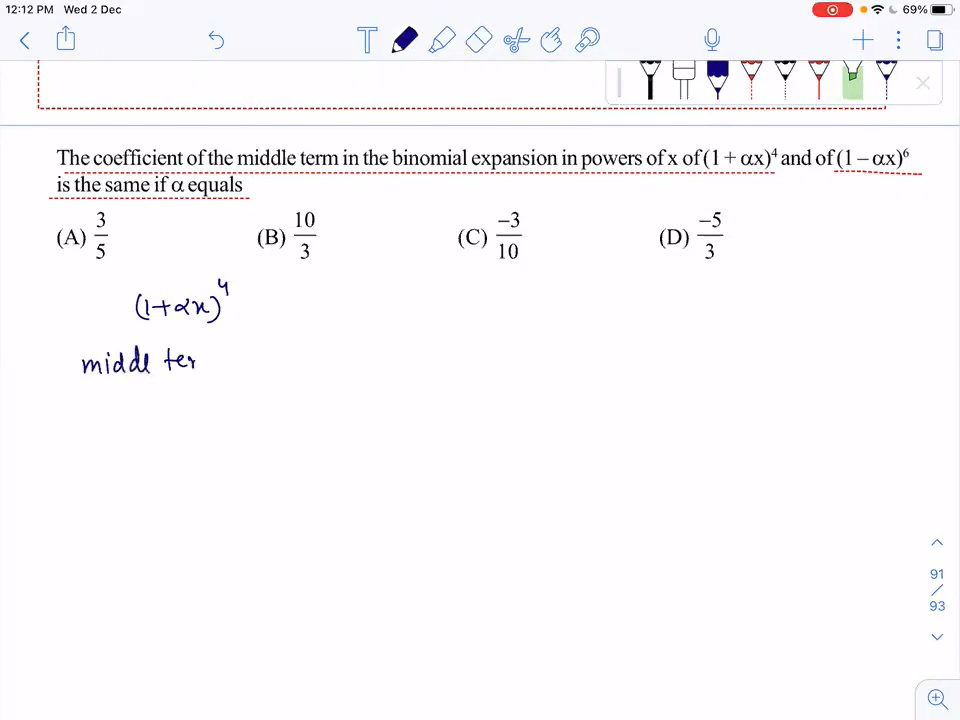 12:12 PM Wed 2 Dec
69%
The coefficient of the middle term in the binomial expansion in powers of x of (1 + αx)⁴ and of (1 – αx)⁶
is the same if α equals
(A) 3/5 (B) 10/3 (C) −3/10 (D) −5/3
(1+αx)⁴
middl ter
91
/
93